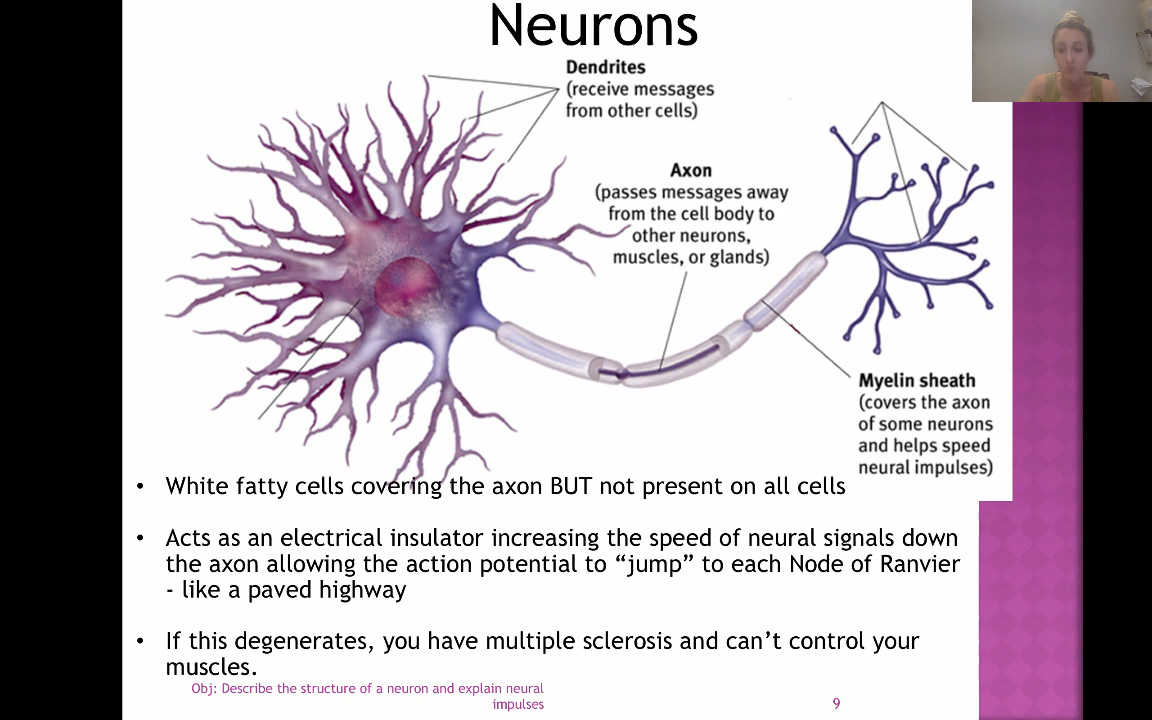 Neurons
Dendrites
(receive messages
from other cells)
Axon
(passes messages away
from the cell body to
other neurons,
muscles, or glands)
Myelin sheath
(covers the axon
of some neurons
and helps speed
neural impulses)
• White fatty cells covering the axon BUT not present on all cells
• Acts as an electrical insulator increasing the speed of neural signals down
the axon allowing the action potential to “jump” to each Node of Ranvier
- like a paved highway
• If this degenerates, you have multiple sclerosis and can’t control your
muscles.
Obj: Describe the structure of a neuron and explain neural
impulses
9